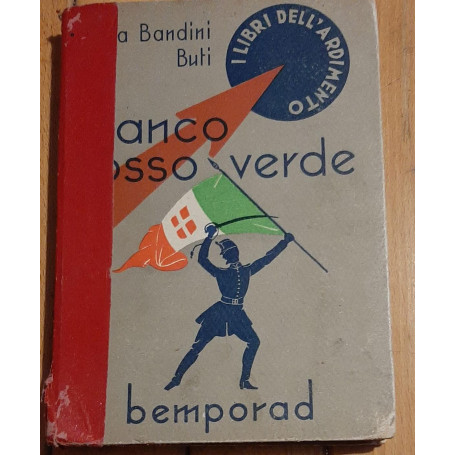 a Bandini
Buti
I LIBRI DELL'ARDIMENTO
anco
osso verde
bemporad